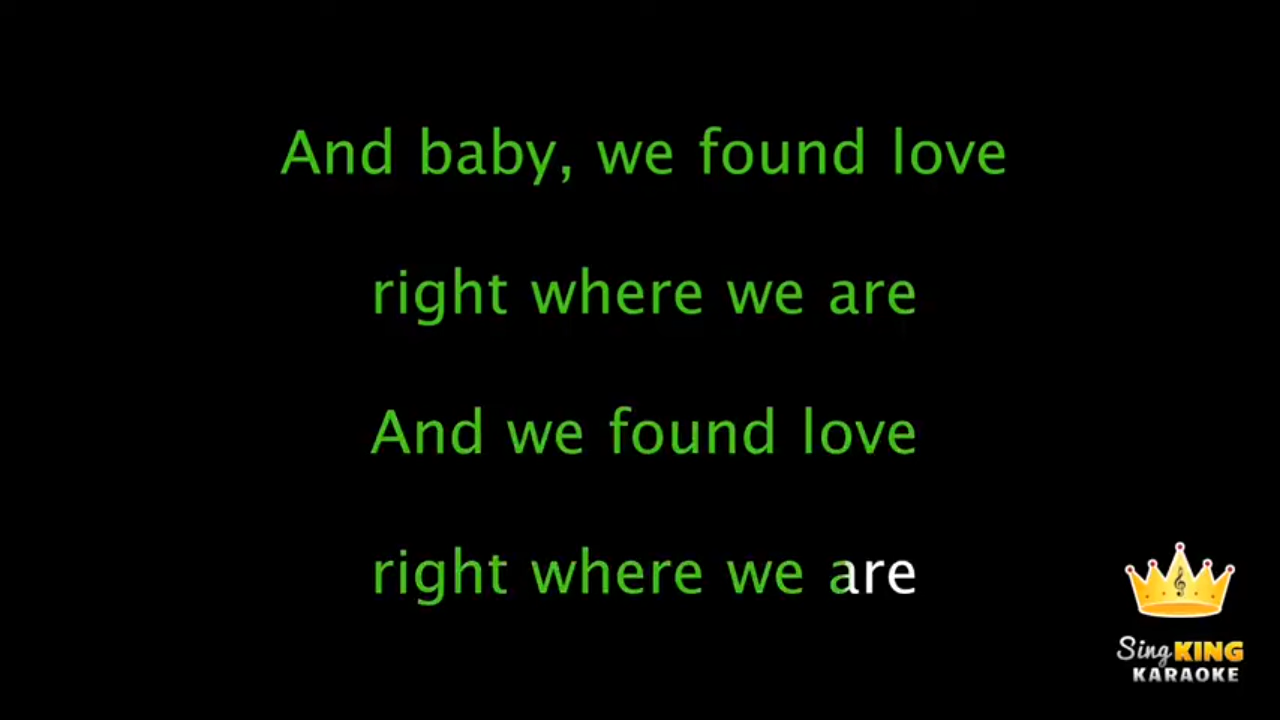 And baby, we found love
right where we are
And we found love
right where we are
Sing KING
KARAOKE